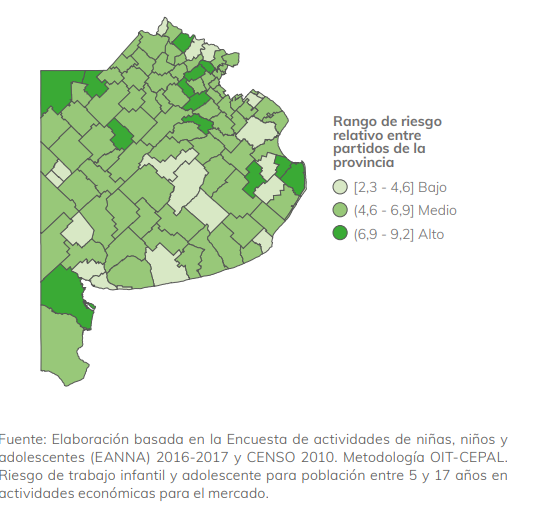 Rango de riesgo
relativo entre
partidos de la
provincia
[2,3 - 4,6] Bajo
(4,6 - 6,9] Medio
(6,9 - 9,2] Alto
Fuente: Elaboración basada en la Encuesta de actividades de niñas, niños y
adolescentes (EANNA) 2016-2017 y CENSO 2010. Metodología OIT-CEPAL.
Riesgo de trabajo infantil y adolescente para población entre 5 y 17 años en
actividades económicas para el mercado.